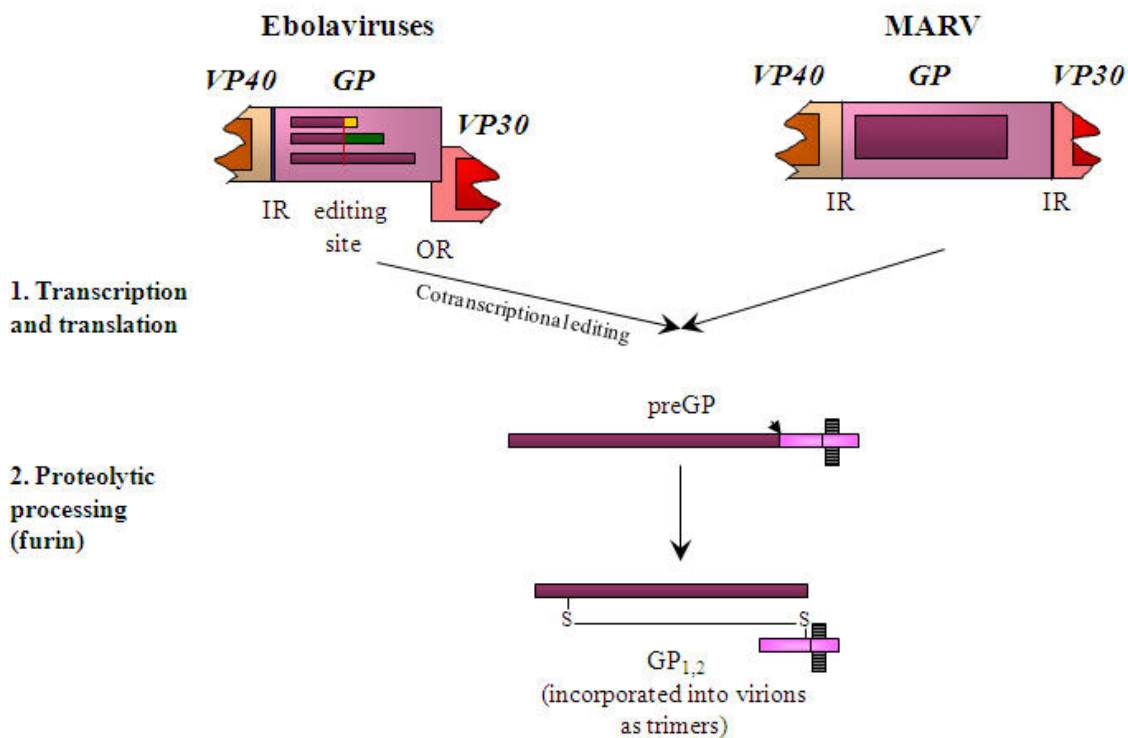 Ebolaviruses
MARV
VP40
GP
VP30
VP40
GP
VP30
IR
editing
site
OR
IR
IR
1. Transcription
and translation
Cotranscriptional editing
preGP
2. Proteolytic
processing
(furin)
S
S
GP1,2
(incorporated into virions
as trimers)